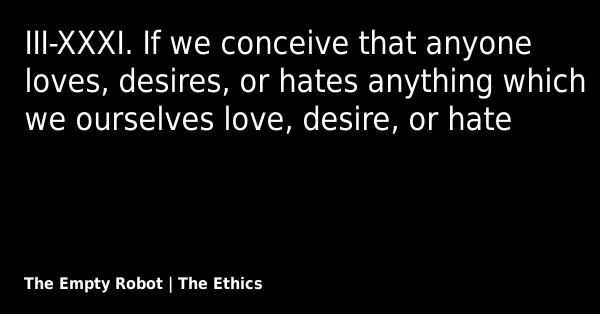 III-XXXI. If we conceive that anyone
loves, desires, or hates anything which
we ourselves love, desire, or hate
The Empty Robot | The Ethics